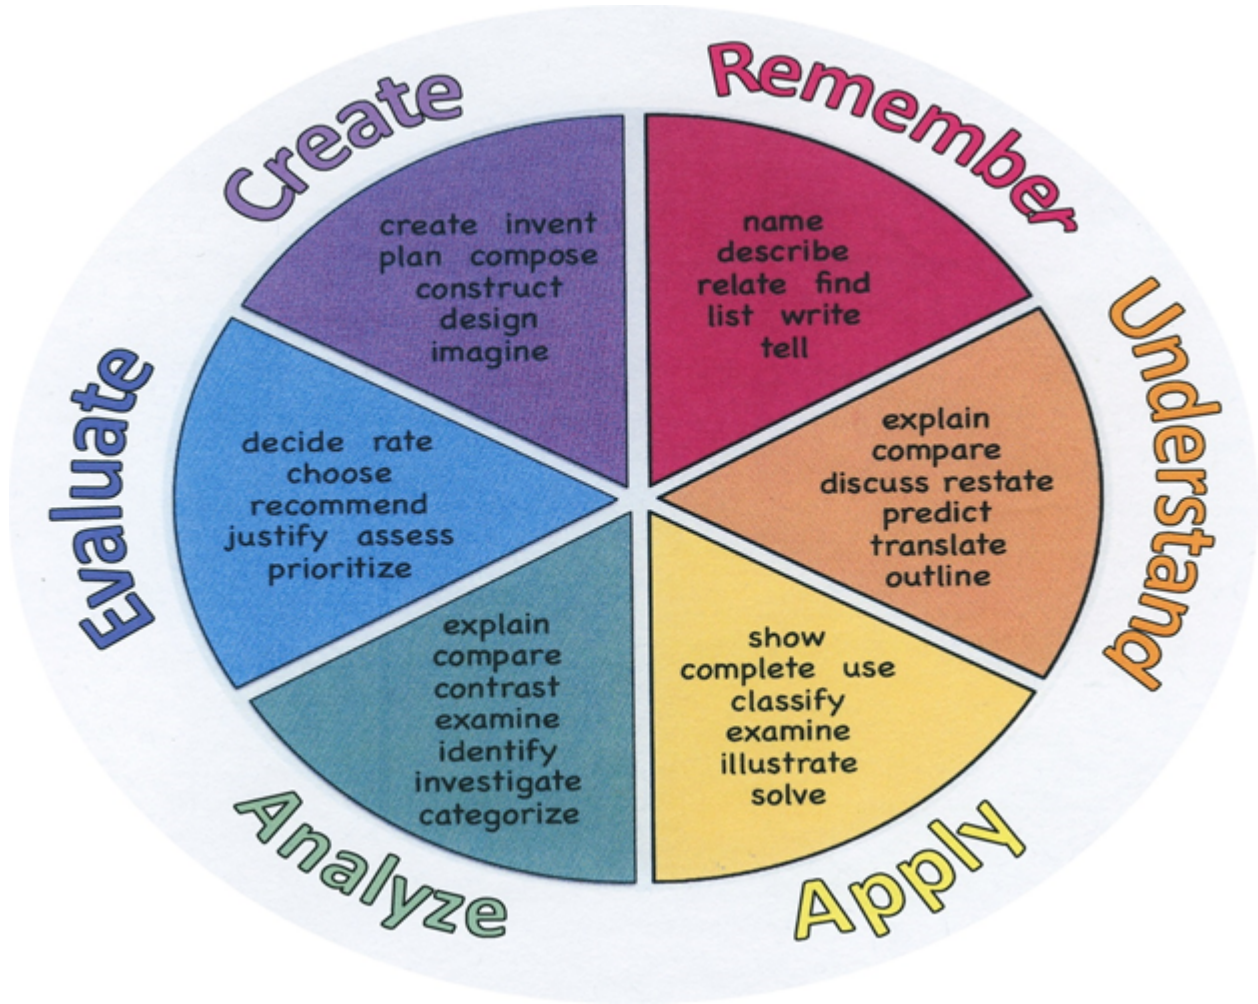 Remember
name
describe
relate find
list write
tell
Understand
explain
compare
discuss restate
predict
translate
outline
Apply
show
complete use
classify
examine
illustrate
solve
Analyze
explain
compare
contrast
examine
identify
investigate
categorize
Evaluate
decide rate
choose
recommend
justify assess
prioritize
Create
create invent
plan compose
construct
design
imagine